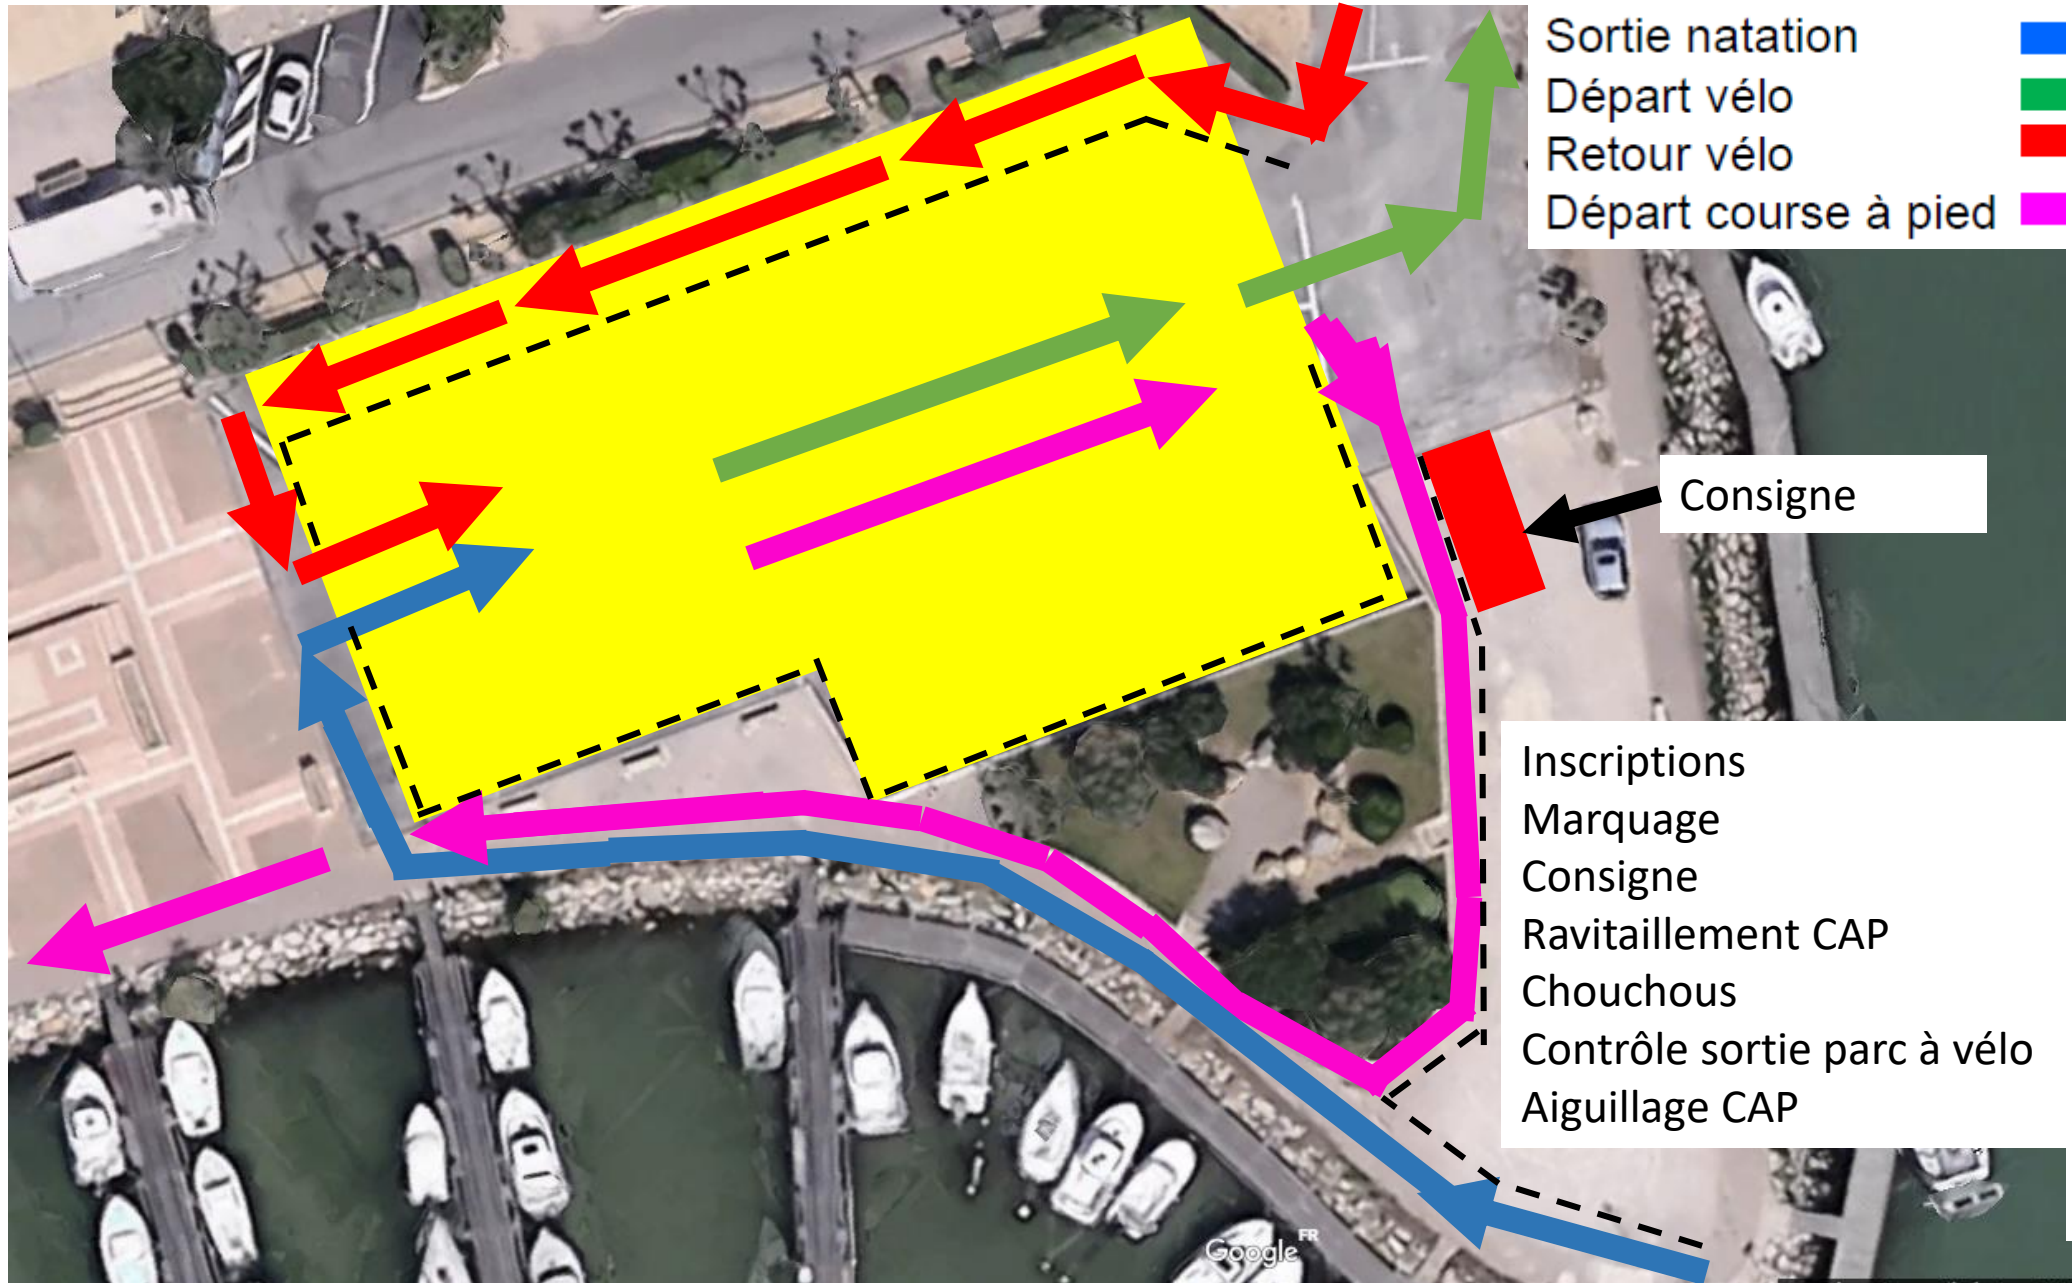 Sortie natation
Départ vélo
Retour vélo
Départ course à pied
Consigne
Inscriptions
Marquage
Consigne
Ravitaillement CAP
Chouchous
Contrôle sortie parc à vélo
Aiguillage CAP
Google FR